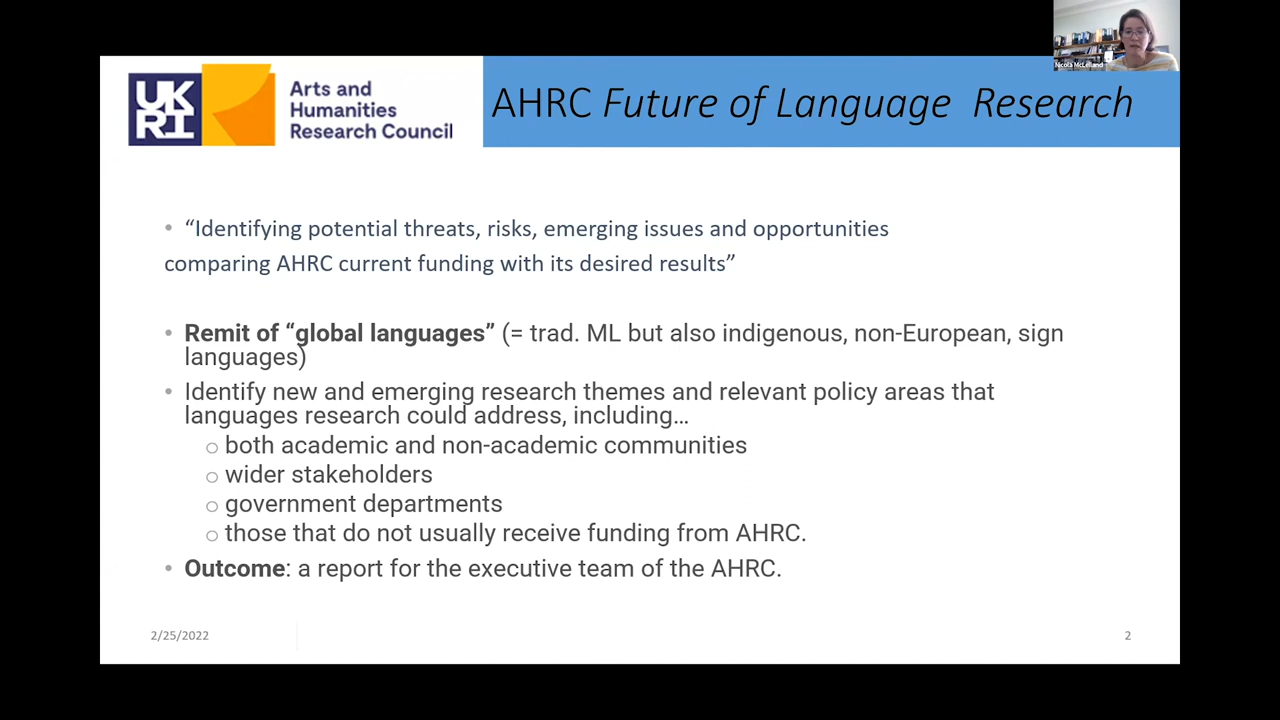 Nicola McLelland
UK
RI
Arts and
Humanities
Research Council
AHRC Future of Language Research
• “Identifying potential threats, risks, emerging issues and opportunities
comparing AHRC current funding with its desired results”
• Remit of “global languages” (= trad. ML but also indigenous, non-European, sign
languages)
• Identify new and emerging research themes and relevant policy areas that
languages research could address, including…
○ both academic and non-academic communities
○ wider stakeholders
○ government departments
○ those that do not usually receive funding from AHRC.
• Outcome: a report for the executive team of the AHRC.
2/25/2022
2